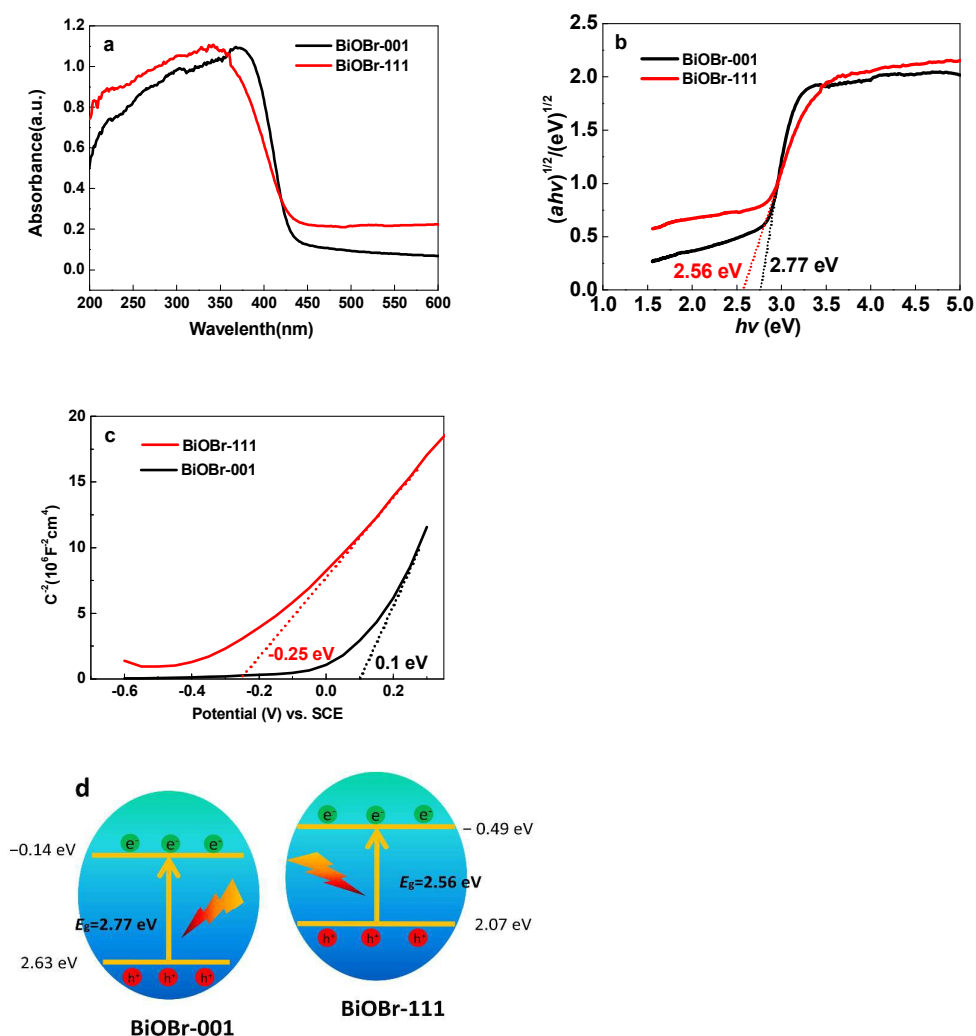 a
BiOBr-001
BiOBr-111
Absorbance(a.u.)
1.2
1.0
0.8
0.6
0.4
0.2
0.0
200 250 300 350 400 450 500 550 600
Wavelenth(nm)
b
BiOBr-001
BiOBr-111
(ahv)^1/2/(eV)^1/2
2.5
2.0
1.5
1.0
0.5
0.0
2.56 eV
2.77 eV
1.0 1.5 2.0 2.5 3.0 3.5 4.0 4.5 5.0
hv (eV)
c
BiOBr-111
BiOBr-001
C^-2(10^6F^-2cm^4)
20
15
10
5
0
-0.25 eV
0.1 eV
-0.6 -0.4 -0.2 0.0 0.2
Potential (V) vs. SCE
d
e⁻ e⁻ e⁻
−0.14 eV
Eg=2.77 eV
2.63 eV
h⁺ h⁺ h⁺
BiOBr-001
e⁻ e⁻ e⁻
− 0.49 eV
Eg=2.56 eV
2.07 eV
h⁺ h⁺ h⁺
BiOBr-111